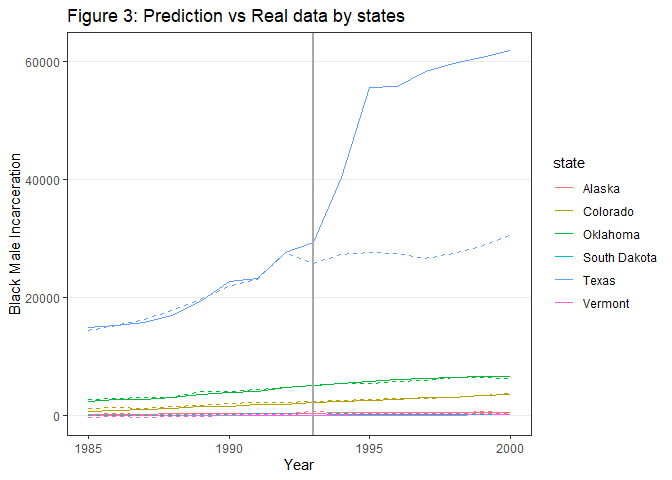 Figure 3: Prediction vs Real data by states
60000
40000
20000
0
Black Male Incarceration
1985
1990
1995
2000
Year
state
Alaska
Colorado
Oklahoma
South Dakota
Texas
Vermont